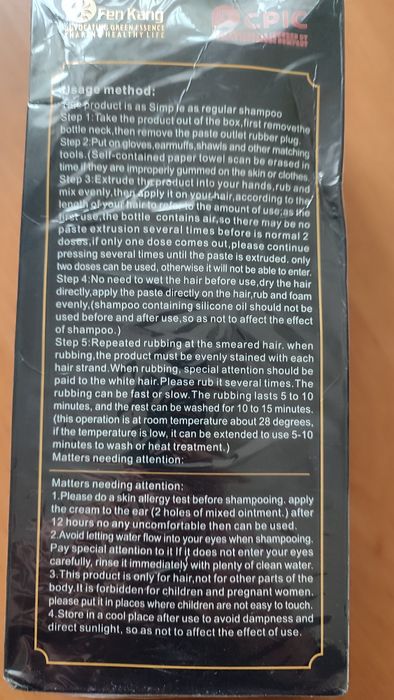 Fen Kang
ADVOCATING GREEN ESSENCE
SHARING HEALTHY LIFE
CPIC
Usage method:
The product is as Simple as regular shampoo
Step 1:Take the product out of the box,first removethe
bottle neck,then remove the paste outlet rubber plug.
Step 2:Put on gloves,earmuffs,shawls and other matching
tools.(Self-contained paper towel scan be erased in
time if they are improperly gummed on the skin or clothes.
Step 3:Extrude the product into your hands,rub and
mix evenly,then apply it on your hair,according to the
length of your hair to refer to the amount of use;as the
first use,the bottle contains air,so there may be no
paste extrusion several times before is normal 2
doses,if only one dose comes out,please continue
pressing several times until the paste is extruded. only
two doses can be used, otherwise it will not be able to enter.
Step 4:No need to wet the hair before use,dry the hair
directly,apply the paste directly on the hair,rub and foam
evenly,(shampoo containing silicone oil should not be
used before and after use,so as not to affect the effect
of shampoo.)
Step 5:Repeated rubbing at the smeared hair. when
rubbing,the product must be evenly stained with each
hair strand.When rubbing, special attention should be
paid to the white hair.Please rub it several times.The
rubbing can be fast or slow.The rubbing lasts 5 to 10
minutes, and the rest can be washed for 10 to 15 minutes.
(this operation is at room temperature about 28 degrees,
if the temperature is low, it can be extended to use 5-10
minutes to wash or heat treatment.)
Matters needing attention:
Matters needing attention:
1.Please do a skin allergy test before shampooing. apply
the cream to the ear (2 holes of mixed ointment.) after
12 hours no any uncomfortable then can be used.
2.Avoid letting water flow into your eyes when shampooing.
Pay special attention to it If it does not enter your eyes
carefully, rinse it immediately with plenty of clean water.
3.This product is only for hair,not for other parts of the
body.It is forbidden for children and pregnant women.
please put it in places where children are not easy to touch.
4.Store in a cool place after use to avoid dampness and
direct sunlight, so as not to affect the effect of use.